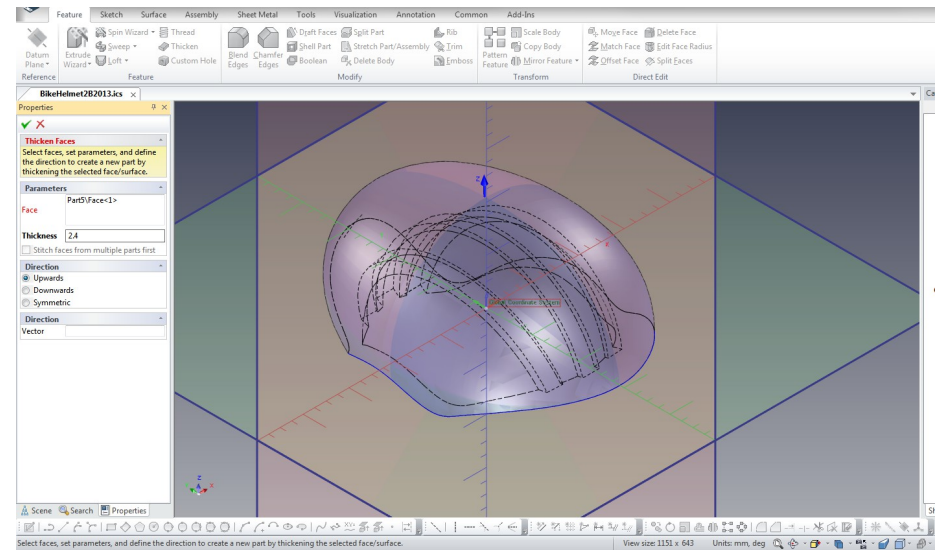 Feature Sketch Surface Assembly Sheet Metal Tools Visualization Annotation Common Add-Ins
Datum Plane
Reference
Extrude Wizard
Spin Wizard
Sweep
Loft
Thread
Thicken
Custom Hole
Feature
Blend Edges
Chamfer Edges
Draft Faces
Shell Part
Boolean
Split Part
Stretch Part/Assembly
Delete Body
Rib
Trim
Emboss
Modify
Pattern Feature
Scale Body
Copy Body
Mirror Feature
Transform
Move Face
Match Face
Offset Face
Delete Face
Edit Face Radius
Split Faces
Direct Edit
BikeHelmet2B2013.ics
Properties
Thicken Faces
Select faces, set parameters, and define
the direction to create a new part by
thickening the selected face/surface.
Parameters
Face Part5\Face<1>
Thickness 2.4
Stitch faces from multiple parts first
Direction
Upwards
Downwards
Symmetric
Direction
Vector
Z
X
Z
X
Scene Search Properties
Select faces, set parameters, and define the direction to create a new part by thickening the selected face/surface.
View size: 1151 x 643 Units: mm, deg